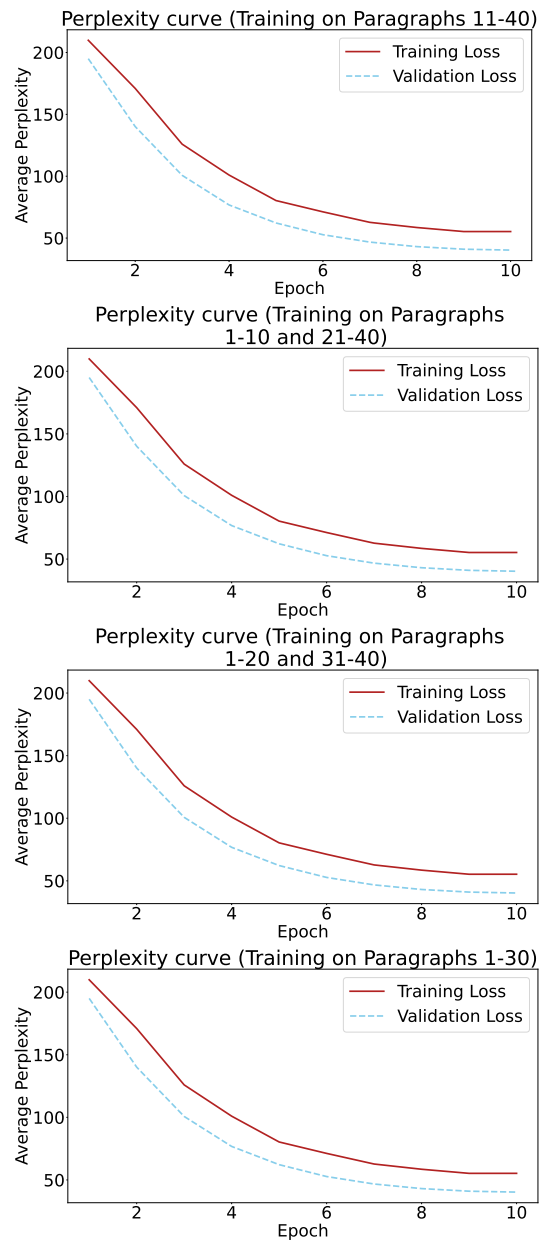 Perplexity curve (Training on Paragraphs 11-40)
200
150
100
50
Average Perplexity
Training Loss
Validation Loss
2 4 6 8 10
Epoch
Perplexity curve (Training on Paragraphs
1-10 and 21-40)
200
150
100
50
Average Perplexity
Training Loss
Validation Loss
2 4 6 8 10
Epoch
Perplexity curve (Training on Paragraphs
1-20 and 31-40)
200
150
100
50
Average Perplexity
Training Loss
Validation Loss
2 4 6 8 10
Epoch
Perplexity curve (Training on Paragraphs 1-30)
200
150
100
50
Average Perplexity
Training Loss
Validation Loss
2 4 6 8 10
Epoch